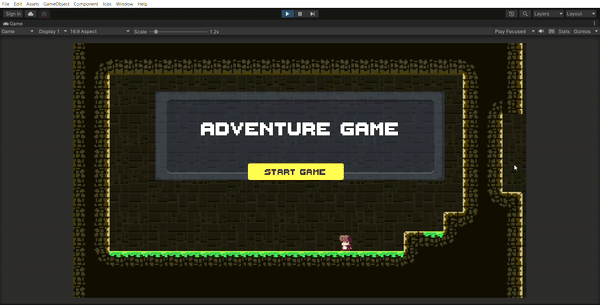 File Edit Assets GameObject Component Jobs Window Help
Sign in Layers Layout
Game
Game Display 1 16:9 Aspect Scale 1.2x Play Focused Stats Gizmos
ADVENTURE GAME
START GAME